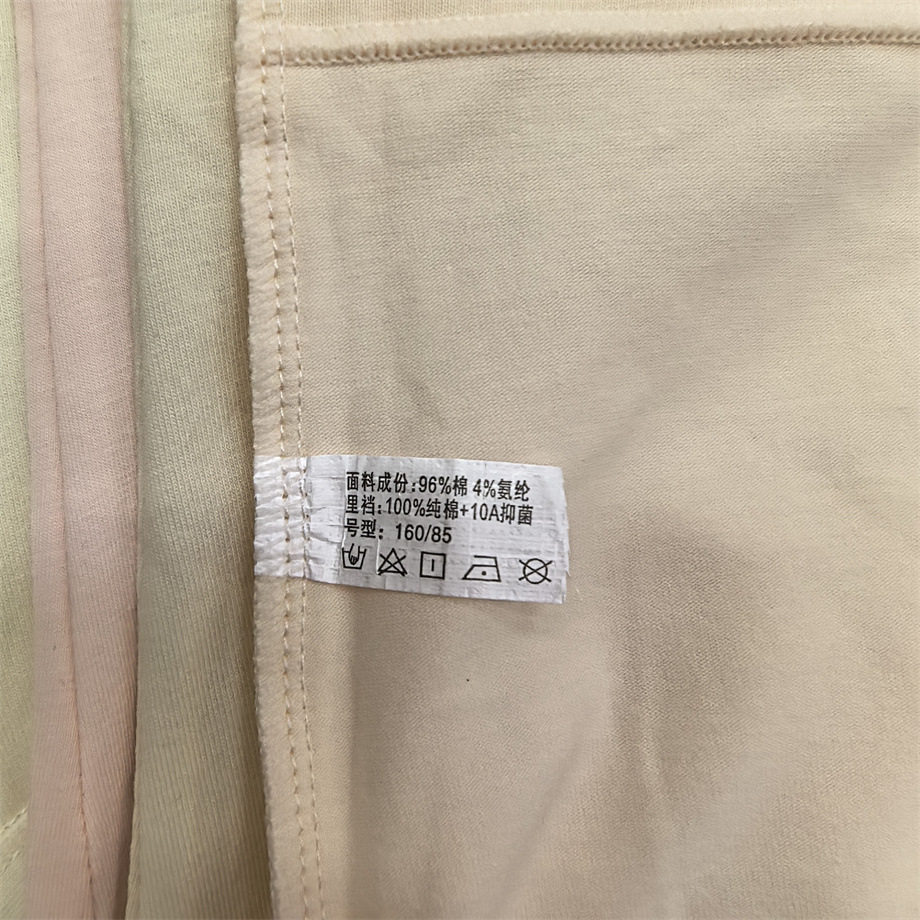 面料成份:96%棉 4%氨纶
里裆:100%纯棉+10A抑菌
号型: 160/85